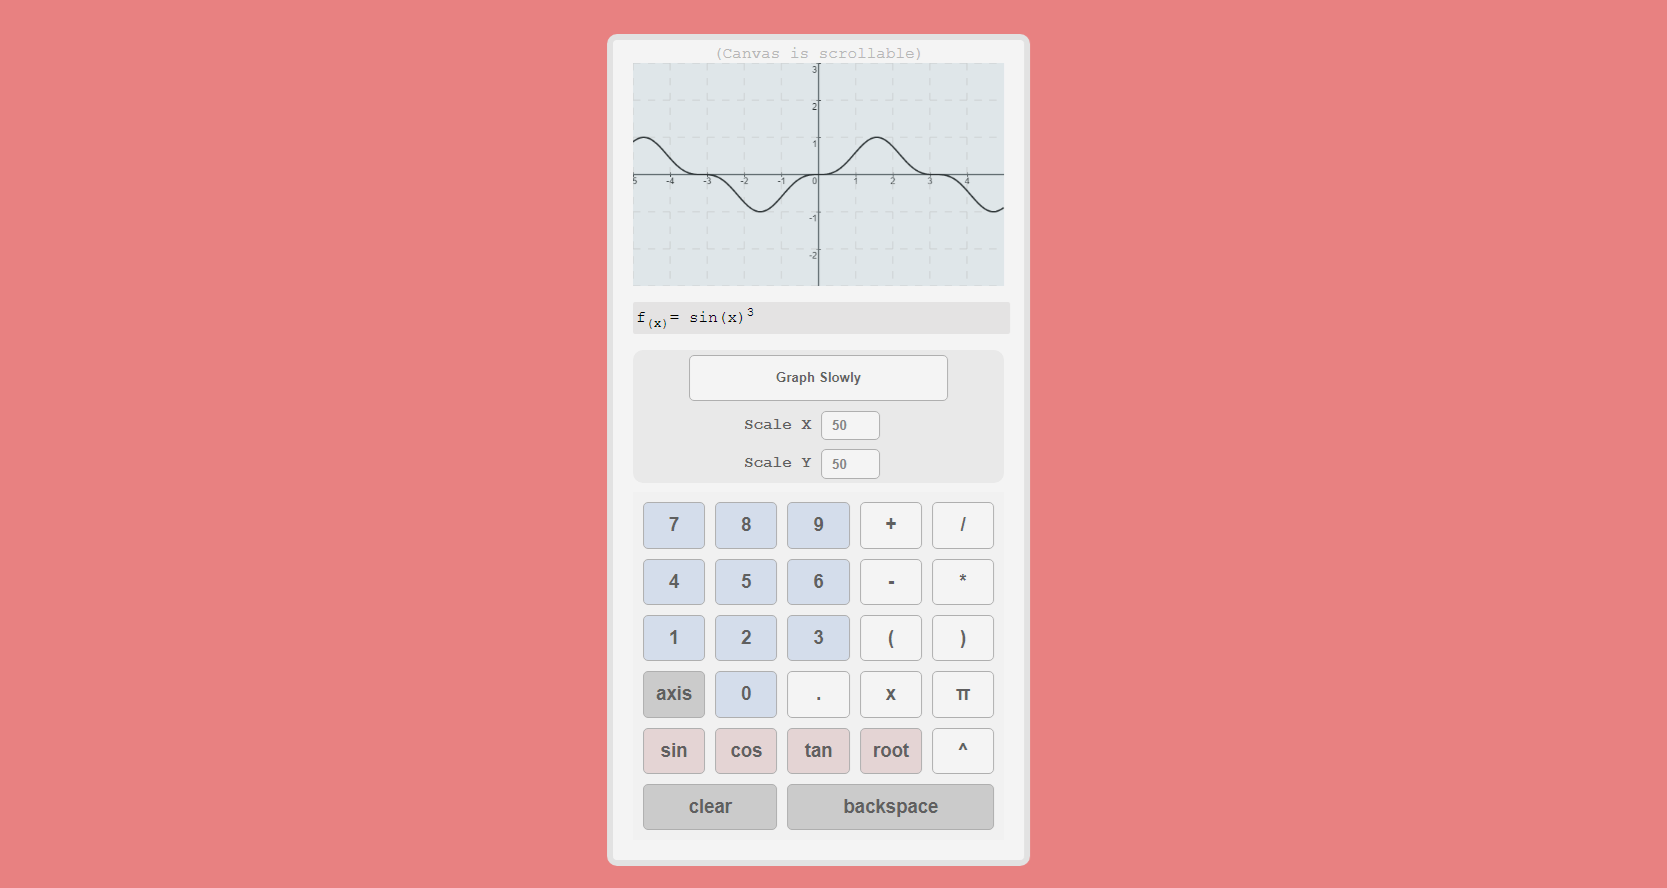 (Canvas is scrollable)
3
2
1
5 -4 -3 -2 -1 0 1 2 3 4
-1
-2
f(x)= sin(x)³
Graph Slowly
Scale X 50
Scale Y 50
7 8 9 + /
4 5 6 - *
1 2 3 ( )
axis 0 . x π
sin cos tan root ^
clear backspace